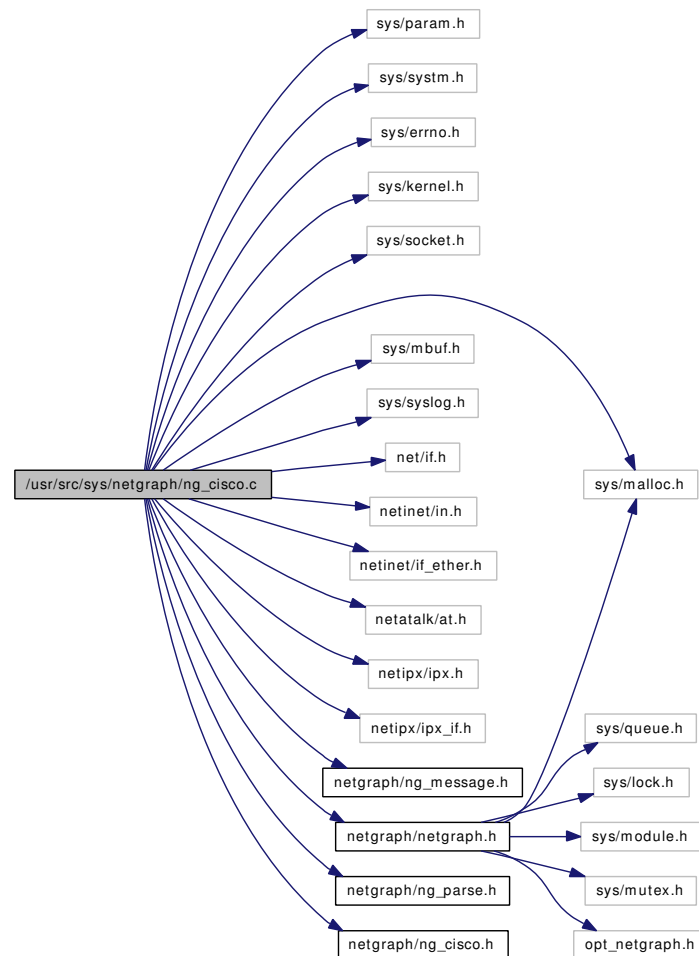 sys/param.h
sys/systm.h
sys/errno.h
sys/kernel.h
sys/socket.h
sys/mbuf.h
sys/syslog.h
net/if.h
/usr/src/sys/netgraph/ng_cisco.c
sys/malloc.h
netinet/in.h
netinet/if_ether.h
netatalk/at.h
netipx/ipx.h
netipx/ipx_if.h
sys/queue.h
netgraph/ng_message.h
sys/lock.h
netgraph/netgraph.h
sys/module.h
netgraph/ng_parse.h
sys/mutex.h
netgraph/ng_cisco.h
opt_netgraph.h